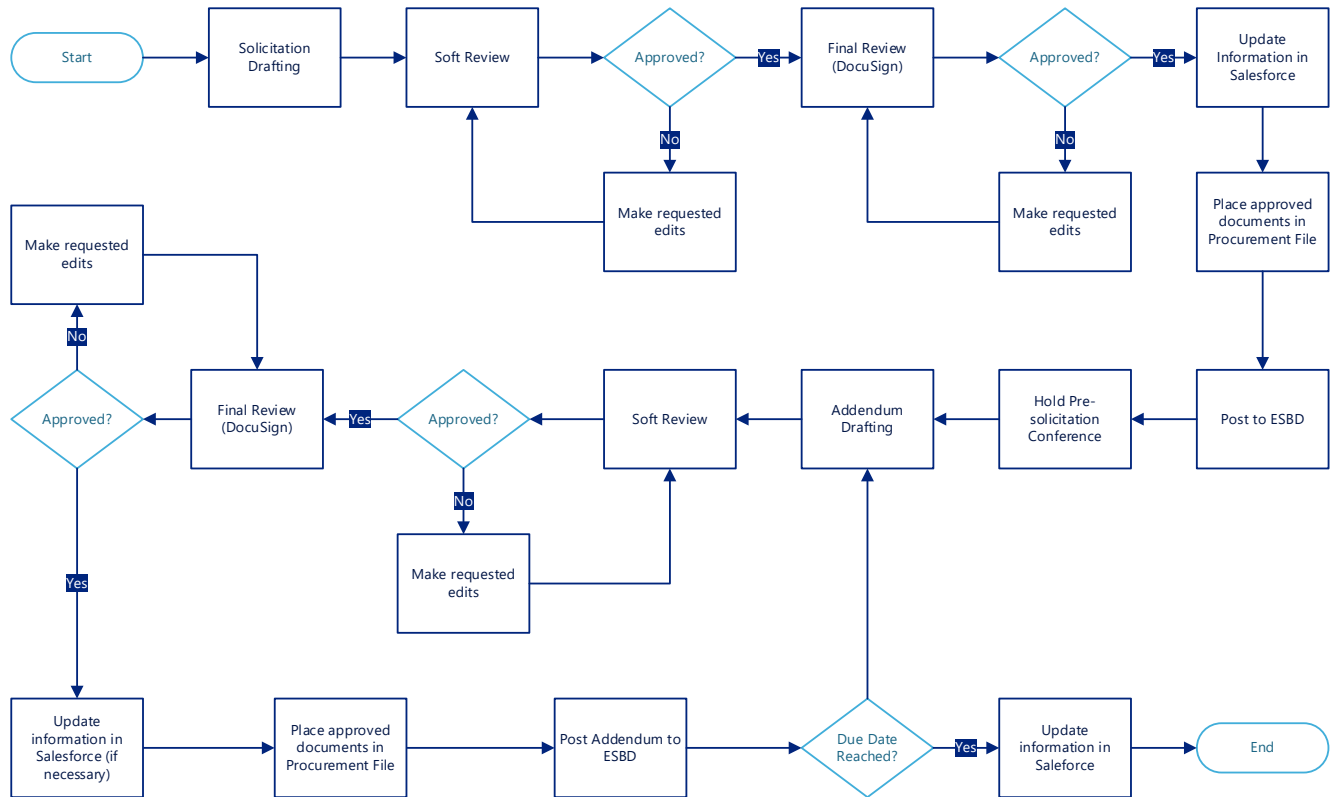 Start
Solicitation
Drafting
Soft Review
Approved?
Yes
Final Review
(DocuSign)
Approved?
Yes
Update
Information in
Salesforce
No
No
Make requested
edits
Make requested
edits
Place approved
documents in
Procurement File
Make requested
edits
No
Approved?
Final Review
(DocuSign)
Yes
Approved?
Soft Review
Addendum
Drafting
Hold Pre-
solicitation
Conference
Post to ESBD
No
Make requested
edits
Yes
Update
information in
Salesforce (if
necessary)
Place approved
documents in
Procurement File
Post Addendum to
ESBD
Due Date
Reached?
Yes
Update
information in
Saleforce
End